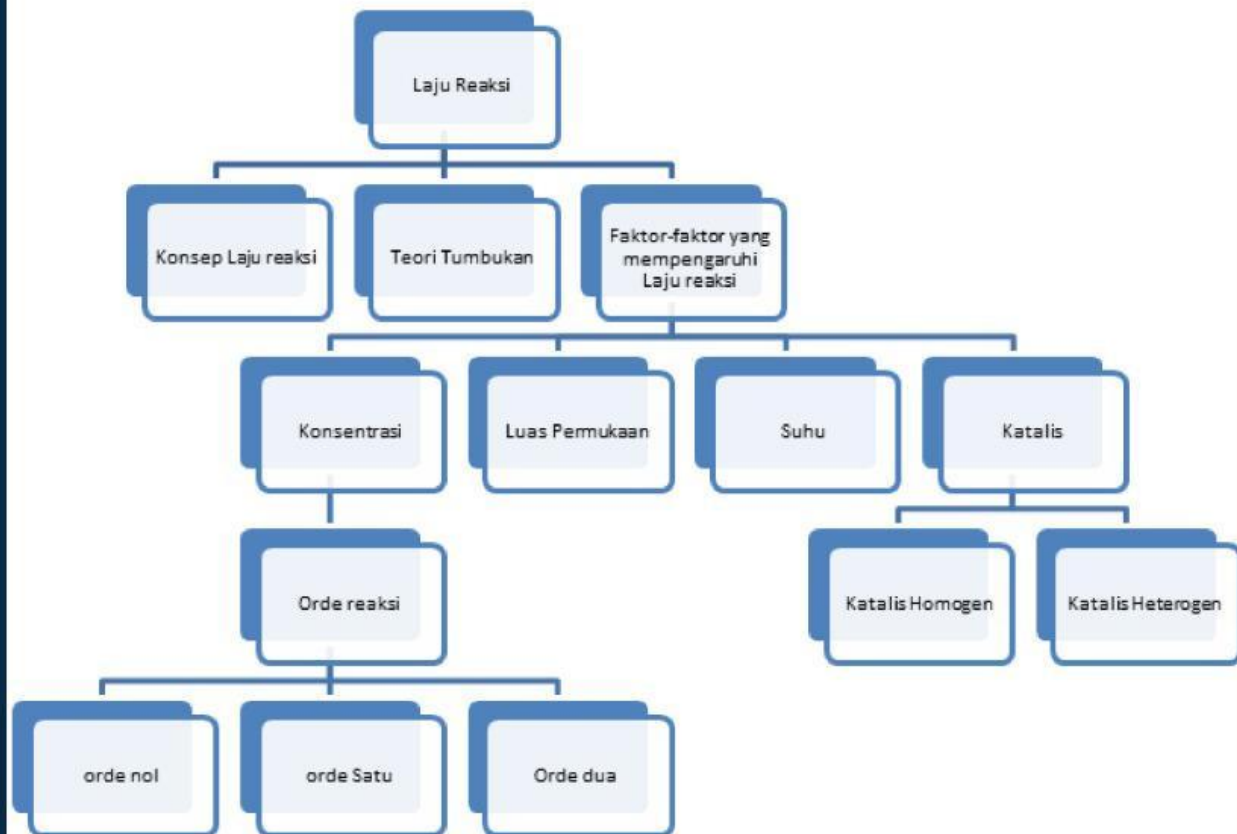 Laju Reaksi
Konsep Laju reaksi
Teori Tumbukan
Faktor-faktor yang
mempengaruhi
Laju reaksi
Konsentrasi
Luas Permukaan
Suhu
Katalis
Orde reaksi
Katalis Homogen
Katalis Heterogen
orde nol
orde Satu
Orde dua